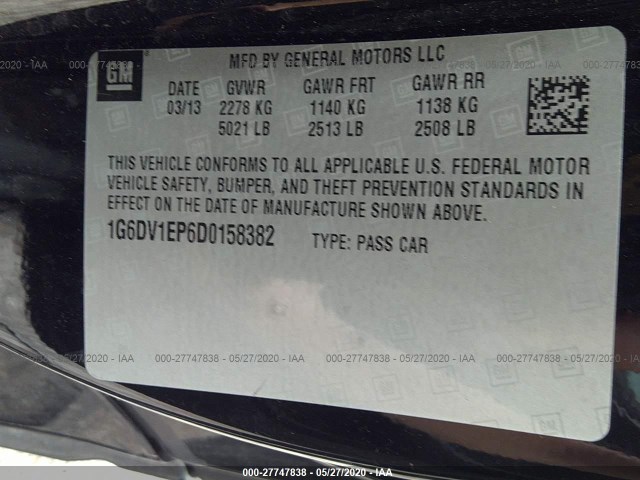 GM
MFD BY GENERAL MOTORS LLC
DATE GVWR GAWR FRT GAWR RR
03/13 2278 KG 1140 KG 1138 KG
5021 LB 2513 LB 2508 LB
THIS VEHICLE CONFORMS TO ALL APPLICABLE U.S. FEDERAL MOTOR
VEHICLE SAFETY, BUMPER, AND THEFT PREVENTION STANDARDS IN
EFFECT ON THE DATE OF MANUFACTURE SHOWN ABOVE.
1G6DV1EP6D0158382 TYPE: PASS CAR
000-27747838 - 05/27/2020 - IAA